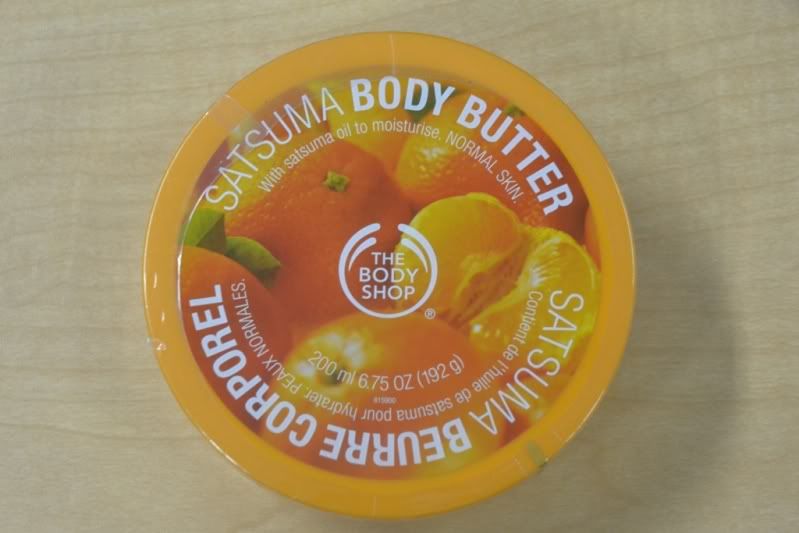 SATSUMA BODY BUTTER
With satsuma oil to moisturise. NORMAL SKIN.
THE
BODY
SHOP
®
200 ml 6.75 OZ (192 g)
815900
SATSUMA BEURRE CORPOREL
Contient de l'huile de satsuma pour hydrater. PEAUX NORMALES.